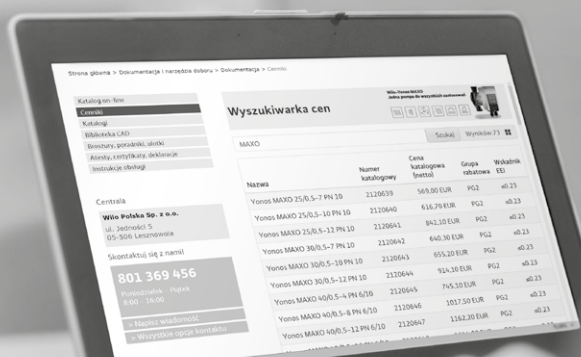 Strona główna > Dokumentacja i narzędzia doboru > Dokumentacja > Cenniki
Katalog on-line
Cenniki
Katalogi
Biblioteka CAD
Broszury, poradniki, ulotki
Atesty, certyfikaty, deklaracje
Instrukcje obsługi
Centrala
Wilo Polska Sp. z o.o.
ul. Jedności 5
05-506 Lesznowola
Skontaktuj się z nami!
801 369 456
Poniedziałek - Piątek
8:00 - 16:00
> Napisz wiadomość
> Wszystkie opcje kontaktu
Wyszukiwarka cen
Wilo-Yonos MAXO
Jedna pompa do wszystkich zastosowań
MAXO
Szukaj
Wyników:71
Nazwa Numer katalogowy Cena katalogowa [netto] Grupa rabatowa Wskaźnik EEI
Yonos MAXO 25/0,5-7 PN 10 2120639 569,00 EUR PG2 ≤0.23
Yonos MAXO 25/0,5-10 PN 10 2120640 616,70 EUR PG2 ≤0.23
Yonos MAXO 25/0,5-12 PN 10 2120641 841,10 EUR PG2 ≤0.23
Yonos MAXO 30/0,5-7 PN 10 2120642 640,30 EUR PG2 ≤0.23
Yonos MAXO 30/0,5-10 PN 10 2120643 655,20 EUR PG2 ≤0.23
Yonos MAXO 30/0,5-12 PN 10 2120644 914,10 EUR PG2 ≤0.23
Yonos MAXO 40/0,5-4 PN 6/10 2120645 745,10 EUR PG2 ≤0.23
Yonos MAXO 40/0,5-8 PN 6/10 2120646 1017,50 EUR PG2 ≤0.23
Yonos MAXO 40/0,5-12 PN 6/10 2120647 1162,20 EUR PG2 ≤0.23